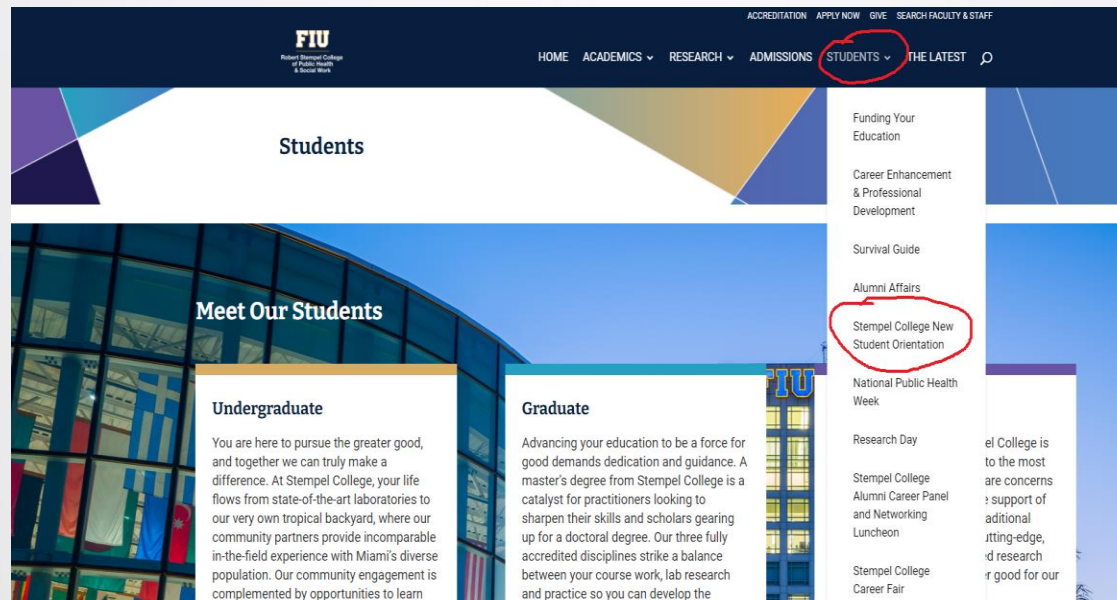 ACCREDITATION APPLY NOW GIVE SEARCH FACULTY & STAFF
FIU
Robert Stempel College
of Public Health
& Social Work
HOME ACADEMICS RESEARCH ADMISSIONS STUDENTS THE LATEST
Students
Funding Your
Education
Career Enhancement
& Professional
Development
Survival Guide
Alumni Affairs
Stempel College New
Student Orientation
National Public Health
Week
Research Day
Stempel College
Alumni Career Panel
and Networking
Luncheon
Stempel College
Career Fair
Meet Our Students
FIU
Undergraduate
You are here to pursue the greater good,
and together we can truly make a
difference. At Stempel College, your life
flows from state-of-the-art laboratories to
our very own tropical backyard, where our
community partners provide incomparable
in-the-field experience with Miami's diverse
population. Our community engagement is
complemented by opportunities to learn
Graduate
Advancing your education to be a force for
good demands dedication and guidance. A
master's degree from Stempel College is a
catalyst for practitioners looking to
sharpen their skills and scholars gearing
up for a doctoral degree. Our three fully
accredited disciplines strike a balance
between your course work, lab research
and practice so you can develop the
College is
to the most
are concerns
support of
research
good for our